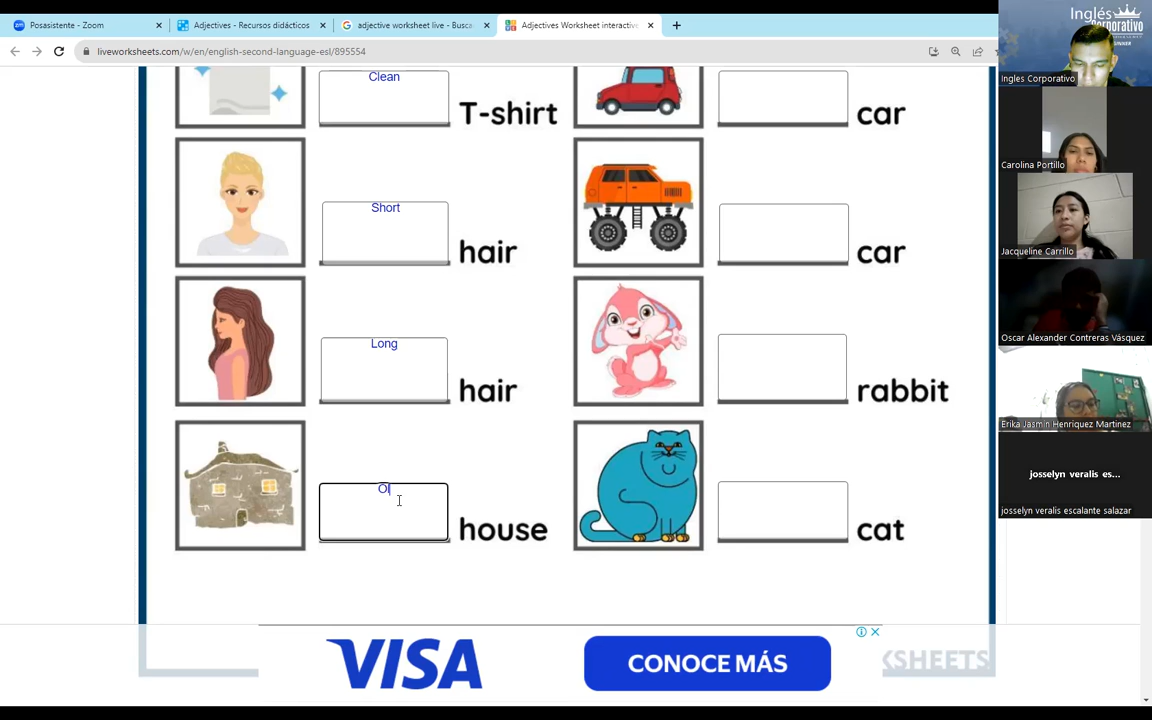 Posasistente - Zoom
Adjectives - Recursos didácticos
adjective worksheet live - Busca
Adjectives Worksheet interactive
liveworksheets.com/w/en/english-second-language-esl/895554
Clean
T-shirt
car
Short
hair
car
Long
hair
rabbit
Ol
house
cat
VISA
CONOCE MÁS
KSHEETS
Inglés
Corporativo
Ingles Corporativo
Carolina Portillo
Jacqueline Carrillo
Oscar Alexander Contreras Vásquez
Erika Jasmin Henriquez Martinez
josselyn veralis es...
josselyn veralis escalante salazar